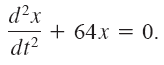 d²x/dt² + 64x = 0.